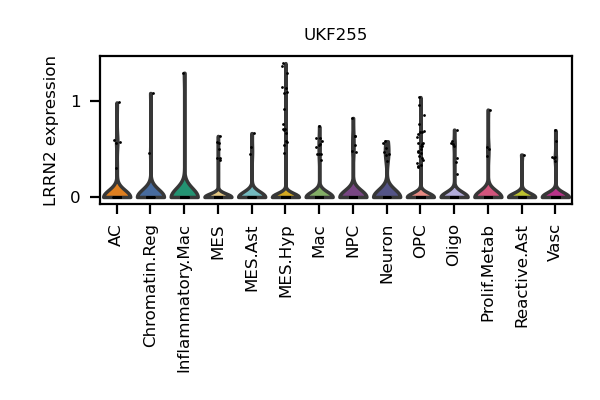 UKF255
LRRN2 expression
1
0
AC
Chromatin.Reg
Inflammatory.Mac
MES
MES.Ast
MES.Hyp
Mac
NPC
Neuron
OPC
Oligo
Prolif.Metab
Reactive.Ast
Vasc